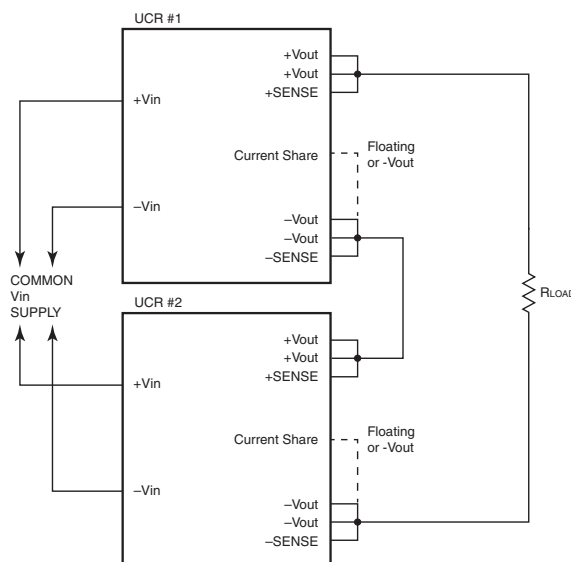 UCR #1
+Vout
+Vout
+SENSE
+Vin
Current Share
Floating
or -Vout
–Vin
–Vout
–Vout
–SENSE
COMMON
Vin
SUPPLY
RLOAD
UCR #2
+Vout
+Vout
+SENSE
+Vin
Current Share
Floating
or -Vout
–Vin
–Vout
–Vout
–SENSE